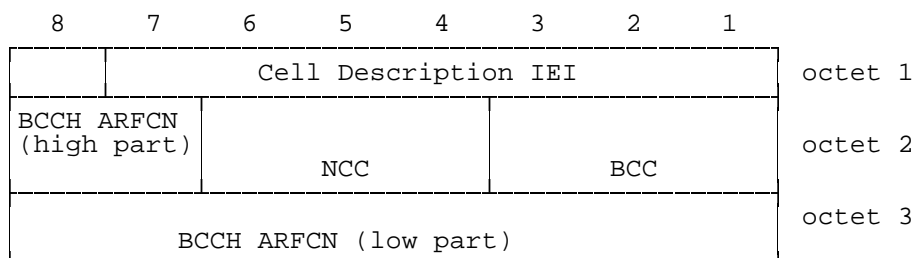 8 7 6 5 4 3 2 1
Cell Description IEI octet 1
BCCH ARFCN
(high part) octet 2
NCC BCC
octet 3
BCCH ARFCN (low part)